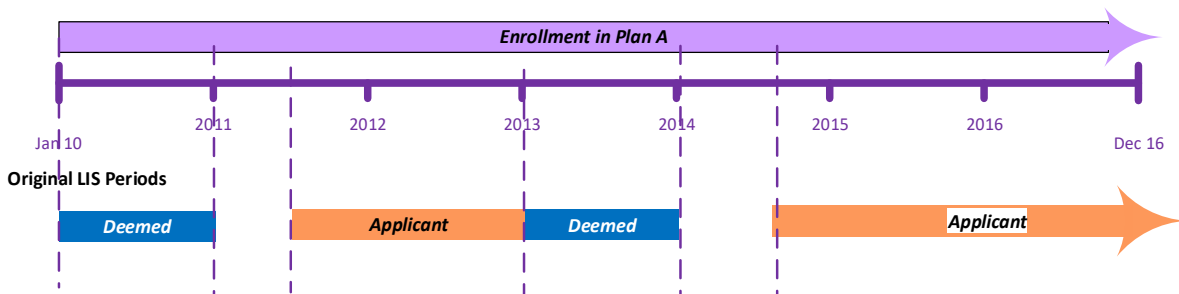 Enrollment in Plan A
2011 2012 2013 2014 2015 2016
Jan 10 Dec 16
Original LIS Periods
Deemed Applicant Deemed Applicant